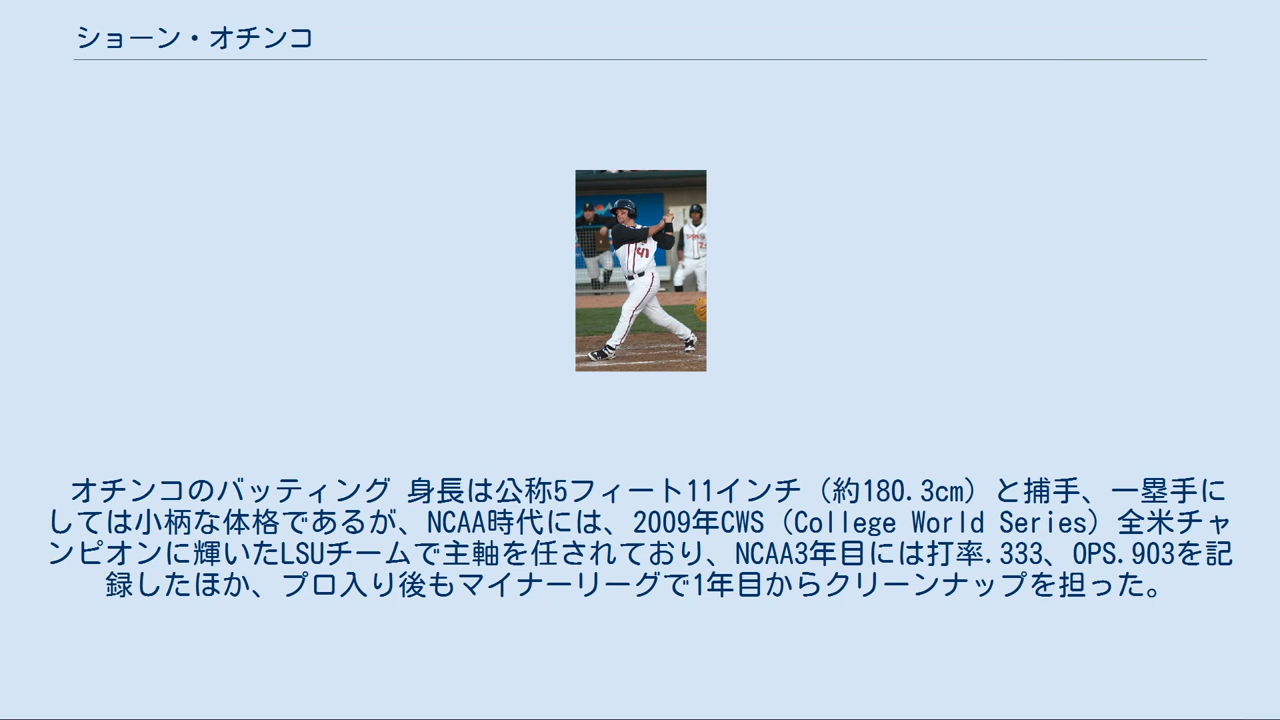 ショーン・オチンコ
オチンコのバッティング 身長は公称5フィート11インチ（約180.3cm）と捕手、一塁手に
しては小柄な体格であるが、NCAA時代には、2009年CWS（College World Series）全米チャ
ンピオンに輝いたLSUチームで主軸を任されており、NCAA3年目には打率.333、OPS.903を記
録したほか、プロ入り後もマイナーリーグで1年目からクリーンナップを担った。